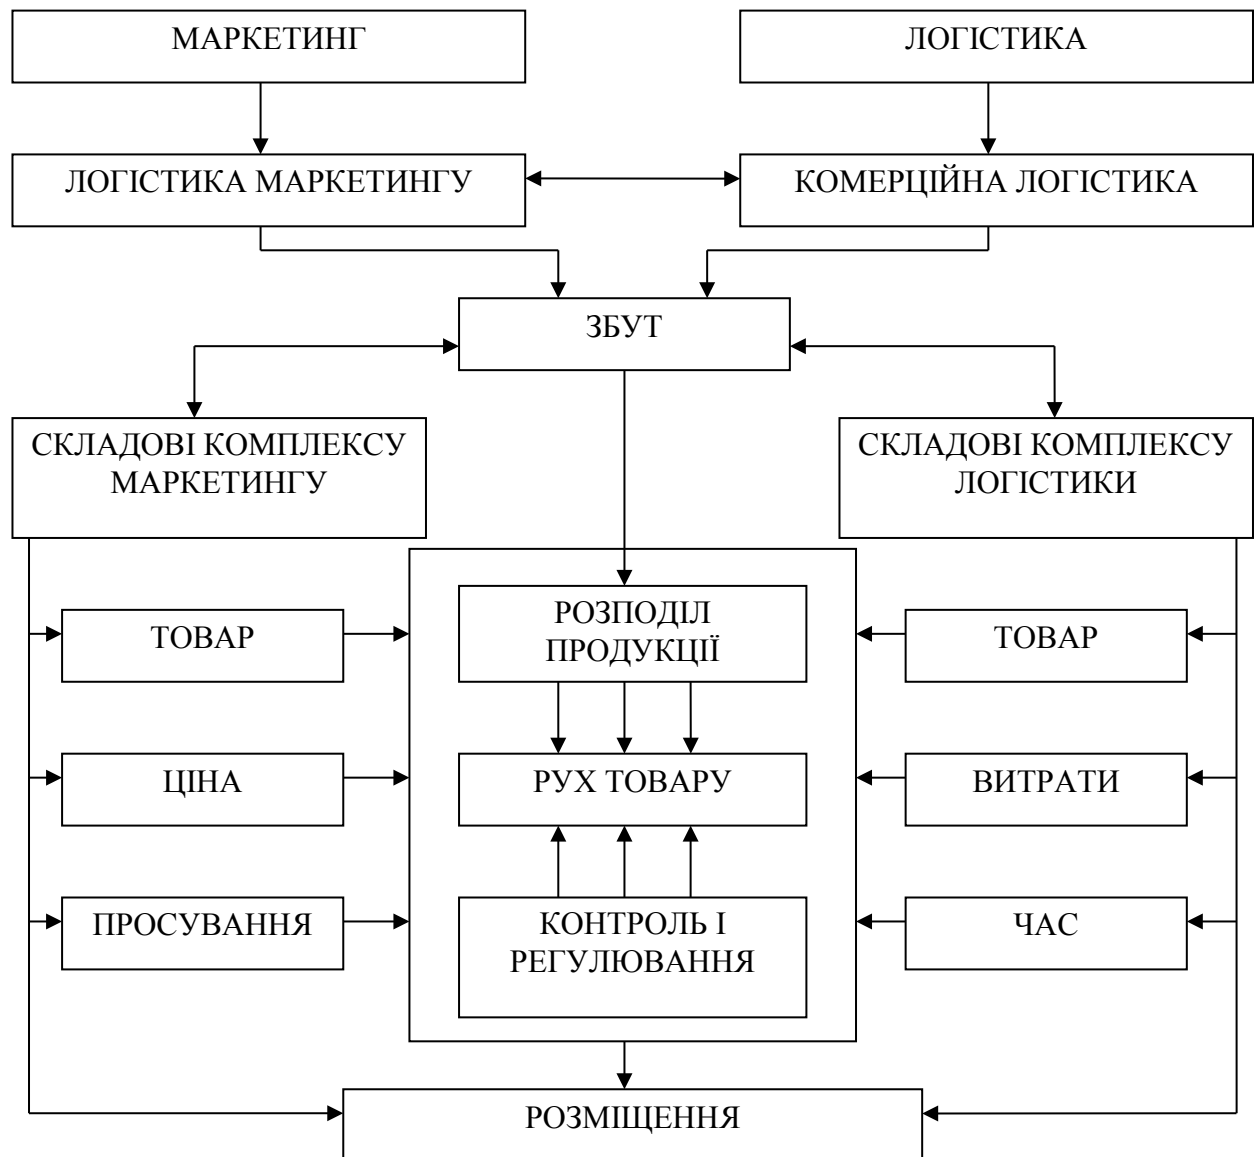 МАРКЕТИНГ
ЛОГІСТИКА
ЛОГІСТИКА МАРКЕТИНГУ
КОМЕРЦІЙНА ЛОГІСТИКА
ЗБУТ
СКЛАДОВІ КОМПЛЕКСУ
МАРКЕТИНГУ
СКЛАДОВІ КОМПЛЕКСУ
ЛОГІСТИКИ
ТОВАР
РОЗПОДІЛ
ПРОДУКЦІЇ
ТОВАР
ЦІНА
РУХ ТОВАРУ
ВИТРАТИ
ПРОСУВАННЯ
КОНТРОЛЬ І
РЕГУЛЮВАННЯ
ЧАС
РОЗМІЩЕННЯ